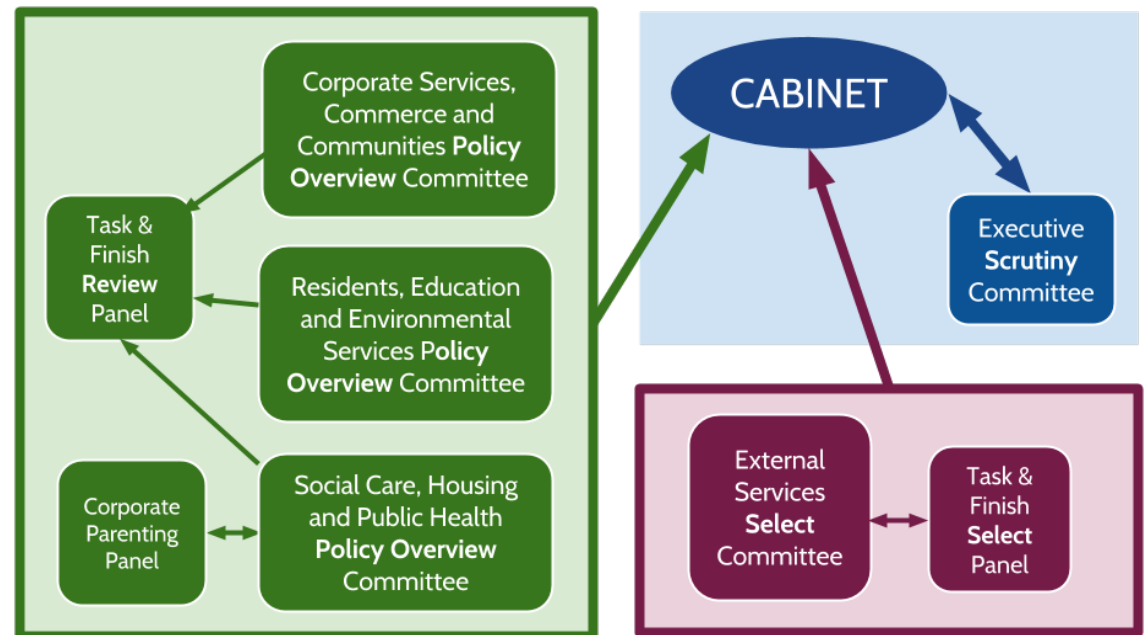 Corporate Services,
Commerce and
Communities Policy
Overview Committee
Task &
Finish
Review
Panel
Residents, Education
and Environmental
Services Policy
Overview Committee
Corporate
Parenting
Panel
Social Care, Housing
and Public Health
Policy Overview
Committee
CABINET
Executive
Scrutiny
Committee
External
Services
Select
Committee
Task &
Finish
Select
Panel